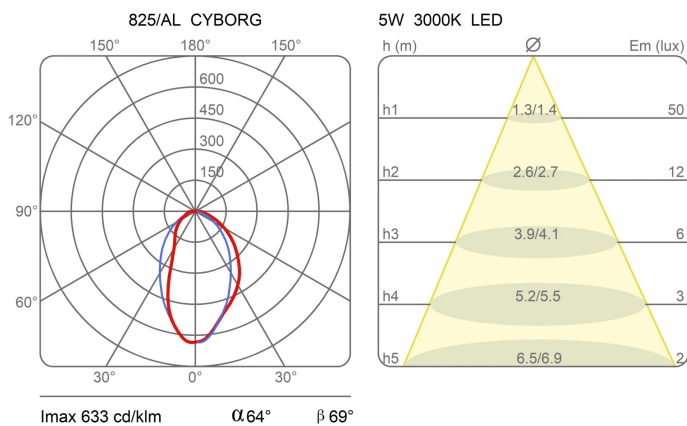 825/AL CYBORG
150° 180° 150°
600
450
300
150
120°
90°
60°
30° 0° 30°
Imax 633 cd/klm α 64° β 69°
5W 3000K LED
h (m) Ø Em (lux)
h1 1.3/1.4 50
h2 2.6/2.7 12
h3 3.9/4.1 6
h4 5.2/5.5 3
h5 6.5/6.9 2